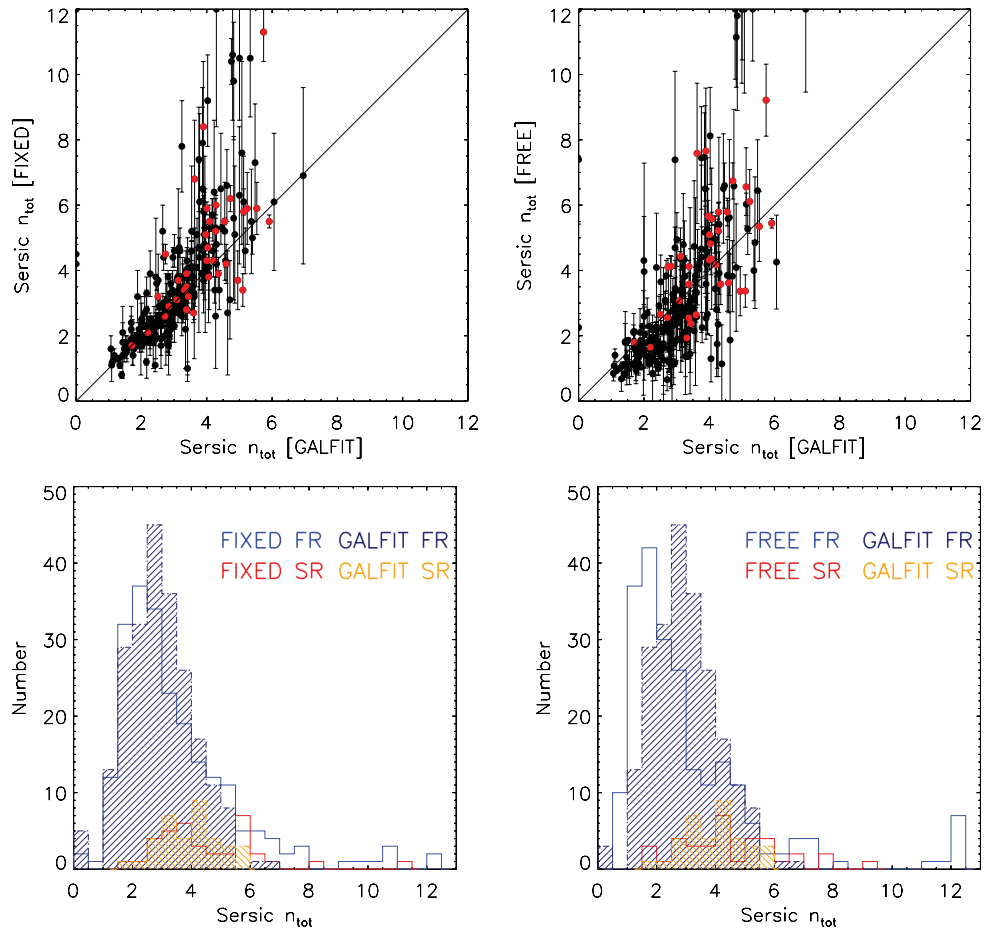 12
10
8
6
4
2
0
Sersic n_tot [FIXED]
0 2 4 6 8 10 12
Sersic n_tot [GALFIT]
12
10
8
6
4
2
0
Sersic n_tot [FREE]
0 2 4 6 8 10 12
Sersic n_tot [GALFIT]
50
40
30
20
10
0
Number
FIXED FR GALFIT FR
FIXED SR GALFIT SR
0 2 4 6 8 10 12
Sersic n_tot
50
40
30
20
10
0
Number
FREE FR GALFIT FR
FREE SR GALFIT SR
0 2 4 6 8 10 12
Sersic n_tot